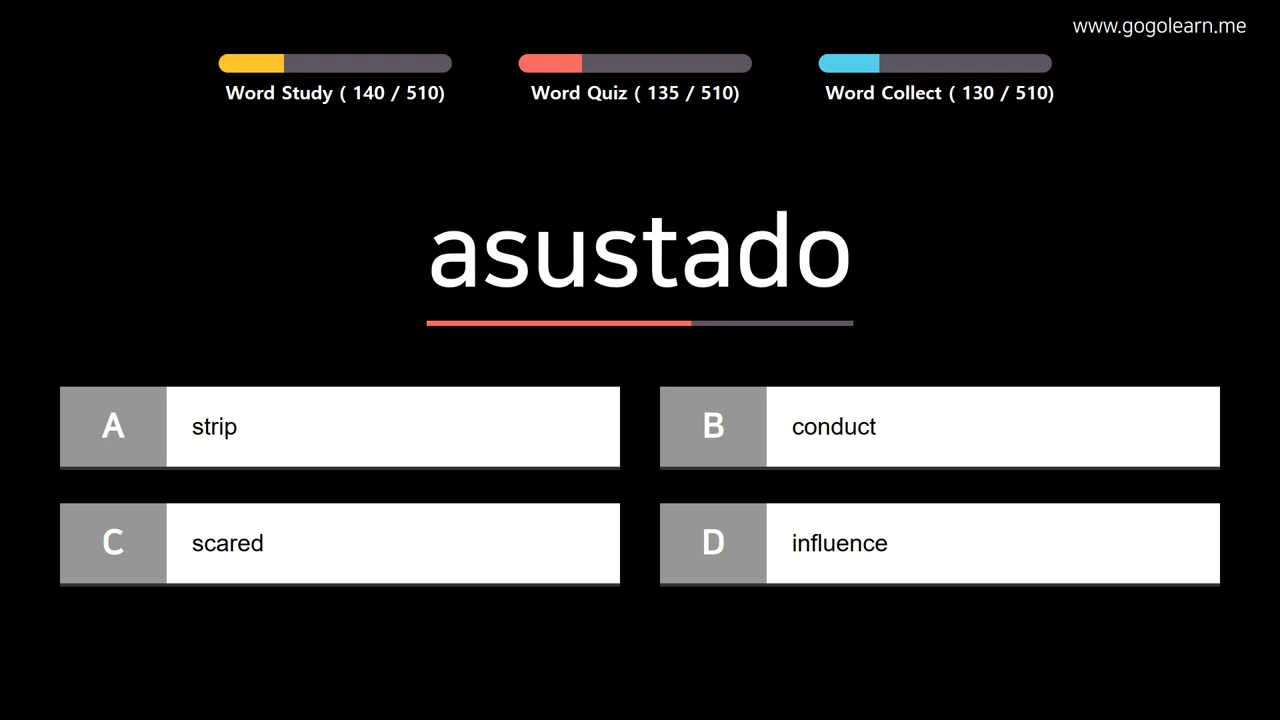 www.gogolearn.me
Word Study ( 140 / 510)
Word Quiz ( 135 / 510)
Word Collect ( 130 / 510)
asustado
A strip
B conduct
C scared
D influence